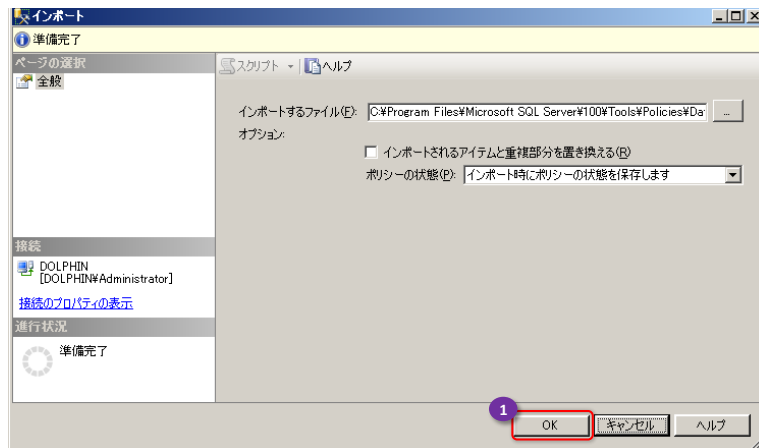 インポート
準備完了
ページの選択
全般
スクリプト
ヘルプ
インポートするファイル(F): C:¥Program Files¥Microsoft SQL Server¥100¥Tools¥Policies¥Da
...
オプション:
インポートされるアイテムと重複部分を置き換える(R)
ポリシーの状態(P): インポート時にポリシーの状態を保存します
接続
DOLPHIN
[DOLPHIN¥Administrator]
接続のプロパティの表示
進行状況
準備完了
1
OK キャンセル ヘルプ